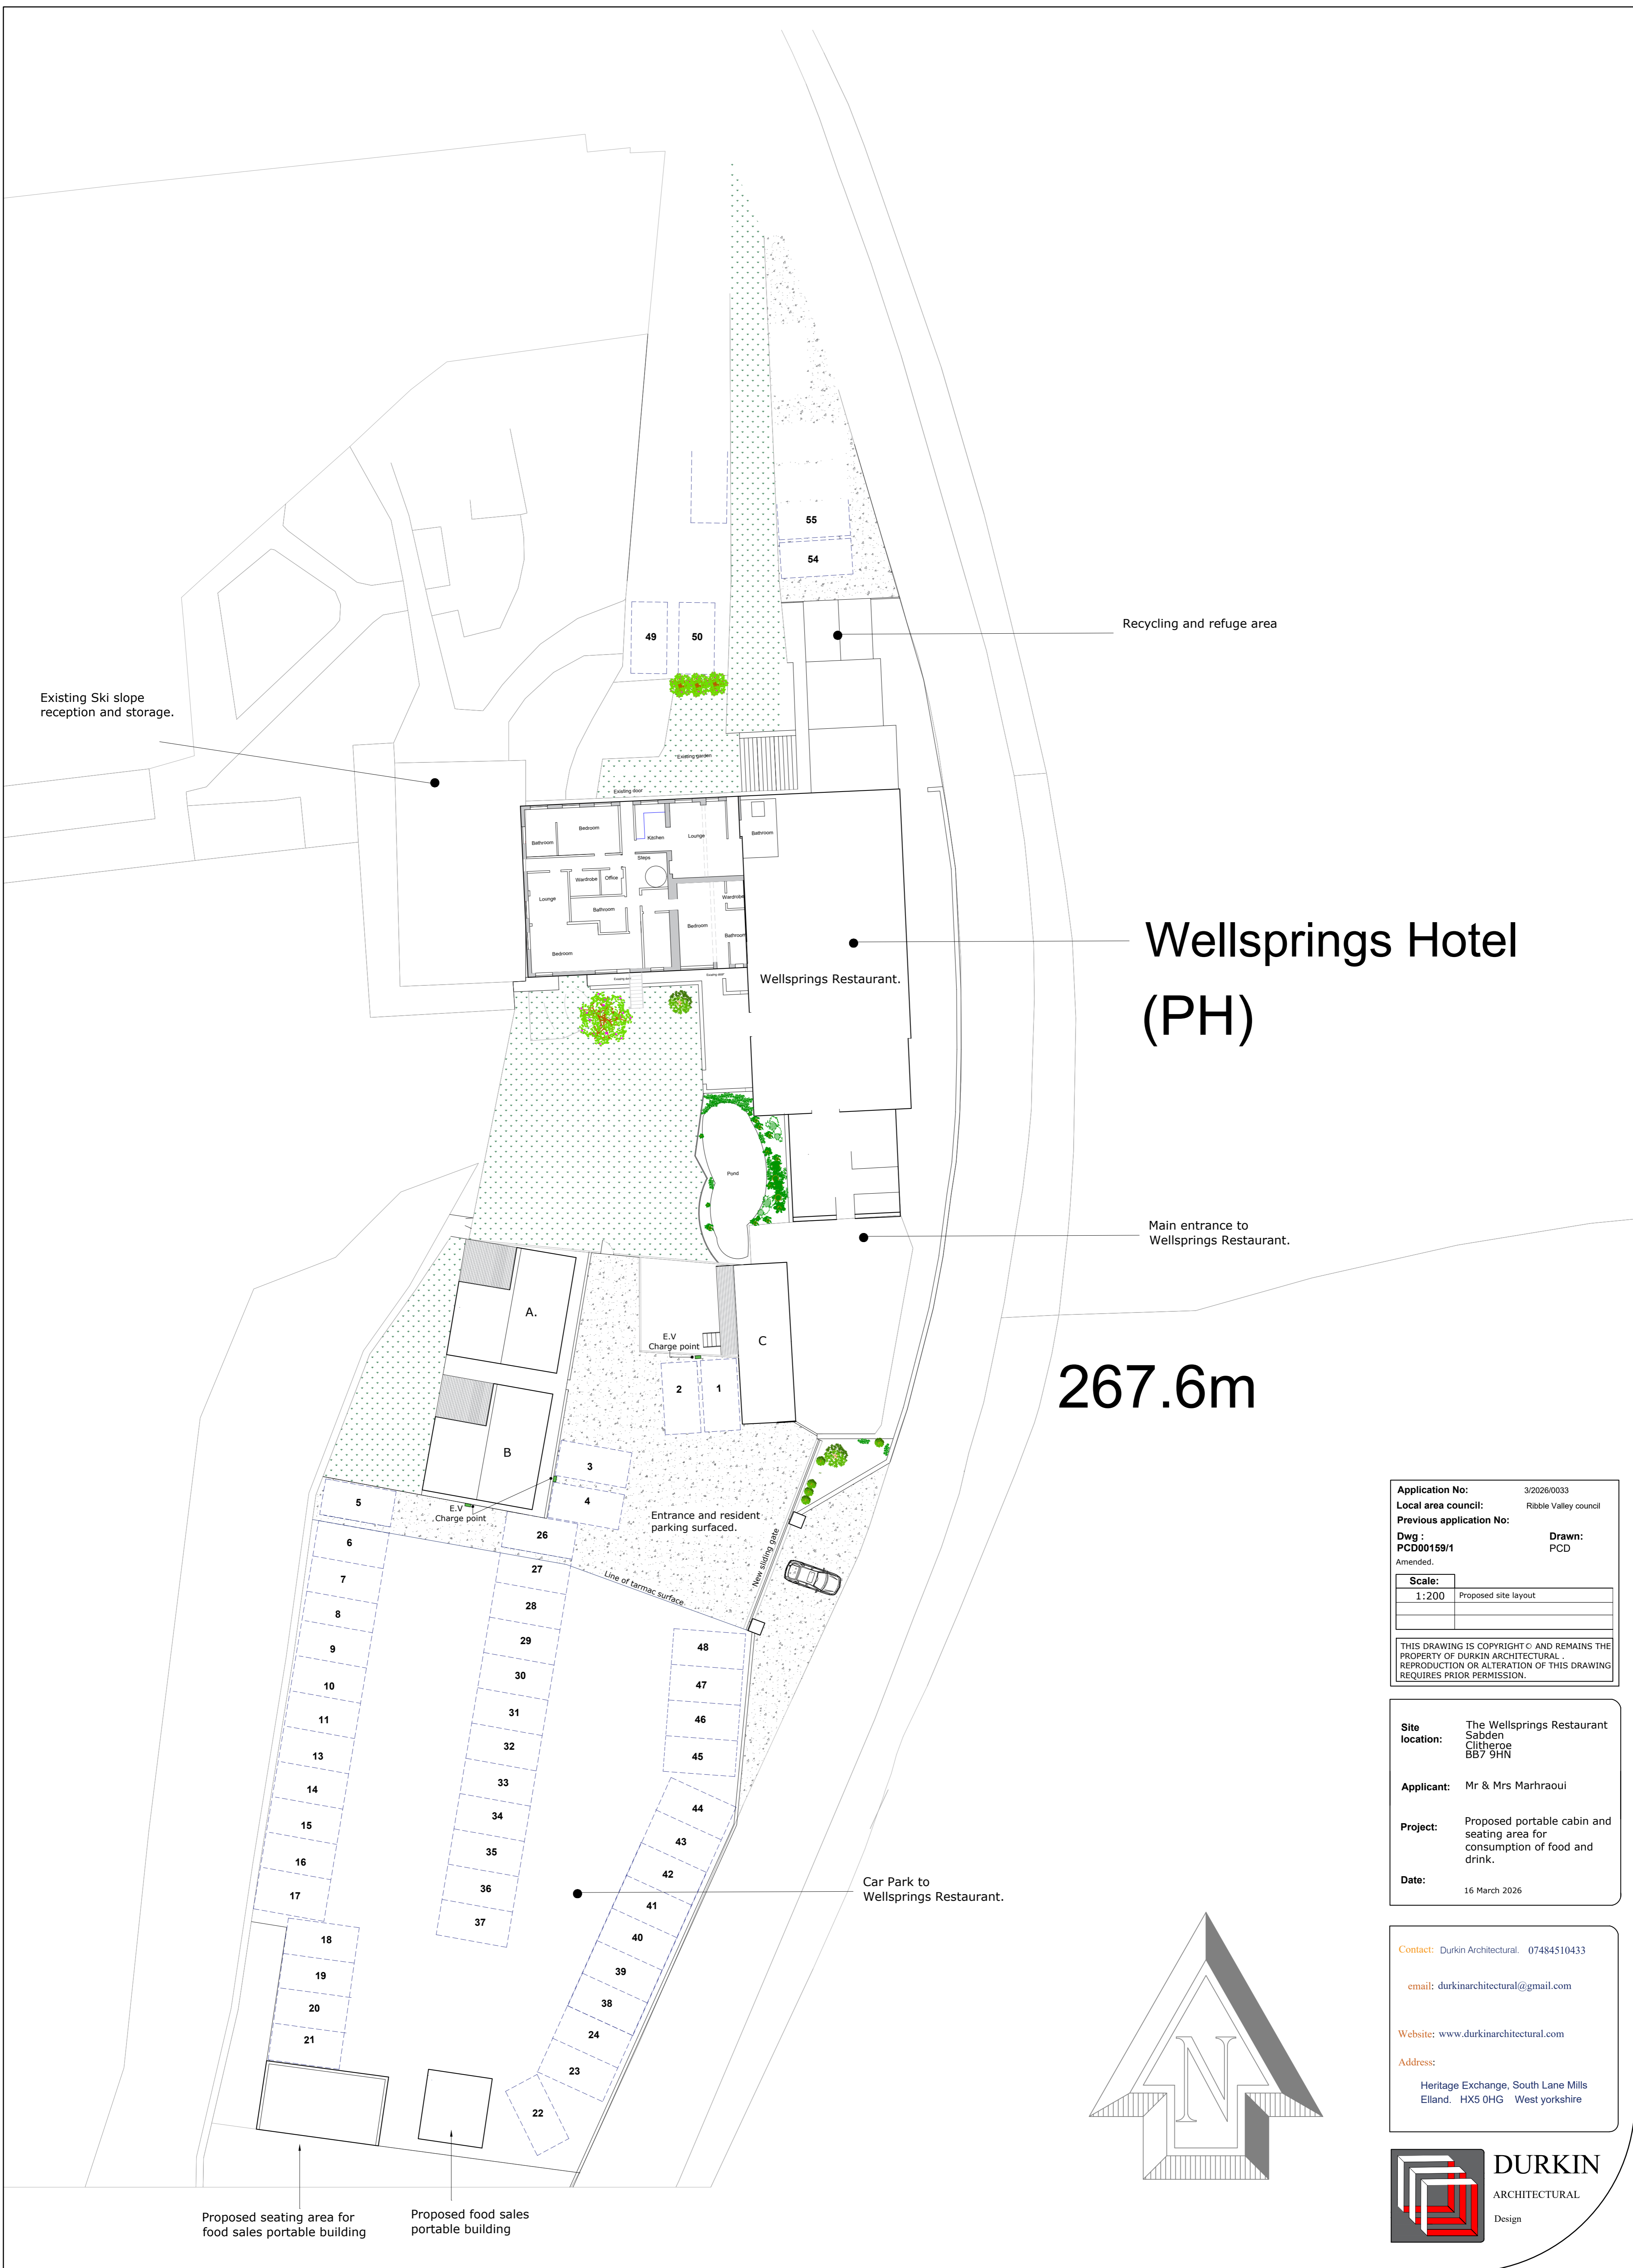 55
54
Recycling and refuge area
49
50
Existing Ski slope
reception and storage.
Existing garden
Existing door
Bedroom
Bathroom
Kitchen
Lounge
Bathroom
Steps
Wardrobe
Office
Lounge
Wardrobe
Bathroom
Bedroom
Bathroom
Bedroom
Wellsprings Hotel
(PH)
Wellsprings Restaurant.
Pond
Main entrance to
Wellsprings Restaurant.
A.
E.V
Charge point
C
2
1
267.6m
B
3
4
5
E.V
Charge point
26
Entrance and resident
parking surfaced.
New sliding gate
Line of tarmac surface.
6
7
8
9
10
11
13
14
15
16
17
18
19
20
21
27
28
29
30
31
32
33
34
35
36
37
48
47
46
45
44
43
42
41
40
39
38
24
23
22
Car Park to
Wellsprings Restaurant.
Proposed seating area for
food sales portable building
Proposed food sales
portable building
N
Application No: 3/2026/0033
Local area council: Ribble Valley council
Previous application No:
Dwg : Drawn:
PCD00159/1 PCD
Amended.
Scale:
1:200 Proposed site layout
THIS DRAWING IS COPYRIGHT © AND REMAINS THE
PROPERTY OF DURKIN ARCHITECTURAL .
REPRODUCTION OR ALTERATION OF THIS DRAWING
REQUIRES PRIOR PERMISSION.
Site location: The Wellsprings Restaurant
Sabden
Clitheroe
BB7 9HN
Applicant: Mr & Mrs Marhraoui
Project: Proposed portable cabin and
seating area for
consumption of food and
drink.
Date: 16 March 2026
Contact: Durkin Architectural. 07484510433
email: durkinarchitectural@gmail.com
Website: www.durkinarchitectural.com
Address:
Heritage Exchange, South Lane Mills
Elland. HX5 0HG West yorkshire
DURKIN
ARCHITECTURAL
Design